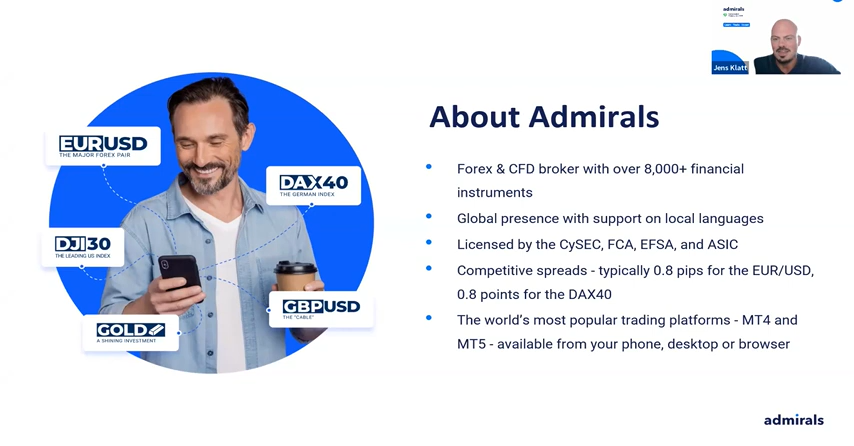 admirals
Jens Klatt
About Admirals
EURUSD
THE MAJOR FOREX PAIR
DAX40
THE GERMAN INDEX
DJI30
THE LEADING US INDEX
GBPUSD
THE "CABLE"
GOLD
A SHINING INVESTMENT
• Forex & CFD broker with over 8,000+ financial
instruments
• Global presence with support on local languages
• Licensed by the CySEC, FCA, EFSA, and ASIC
• Competitive spreads - typically 0.8 pips for the EUR/USD,
0.8 points for the DAX40
• The world's most popular trading platforms - MT4 and
MT5 - available from your phone, desktop or browser
admirals